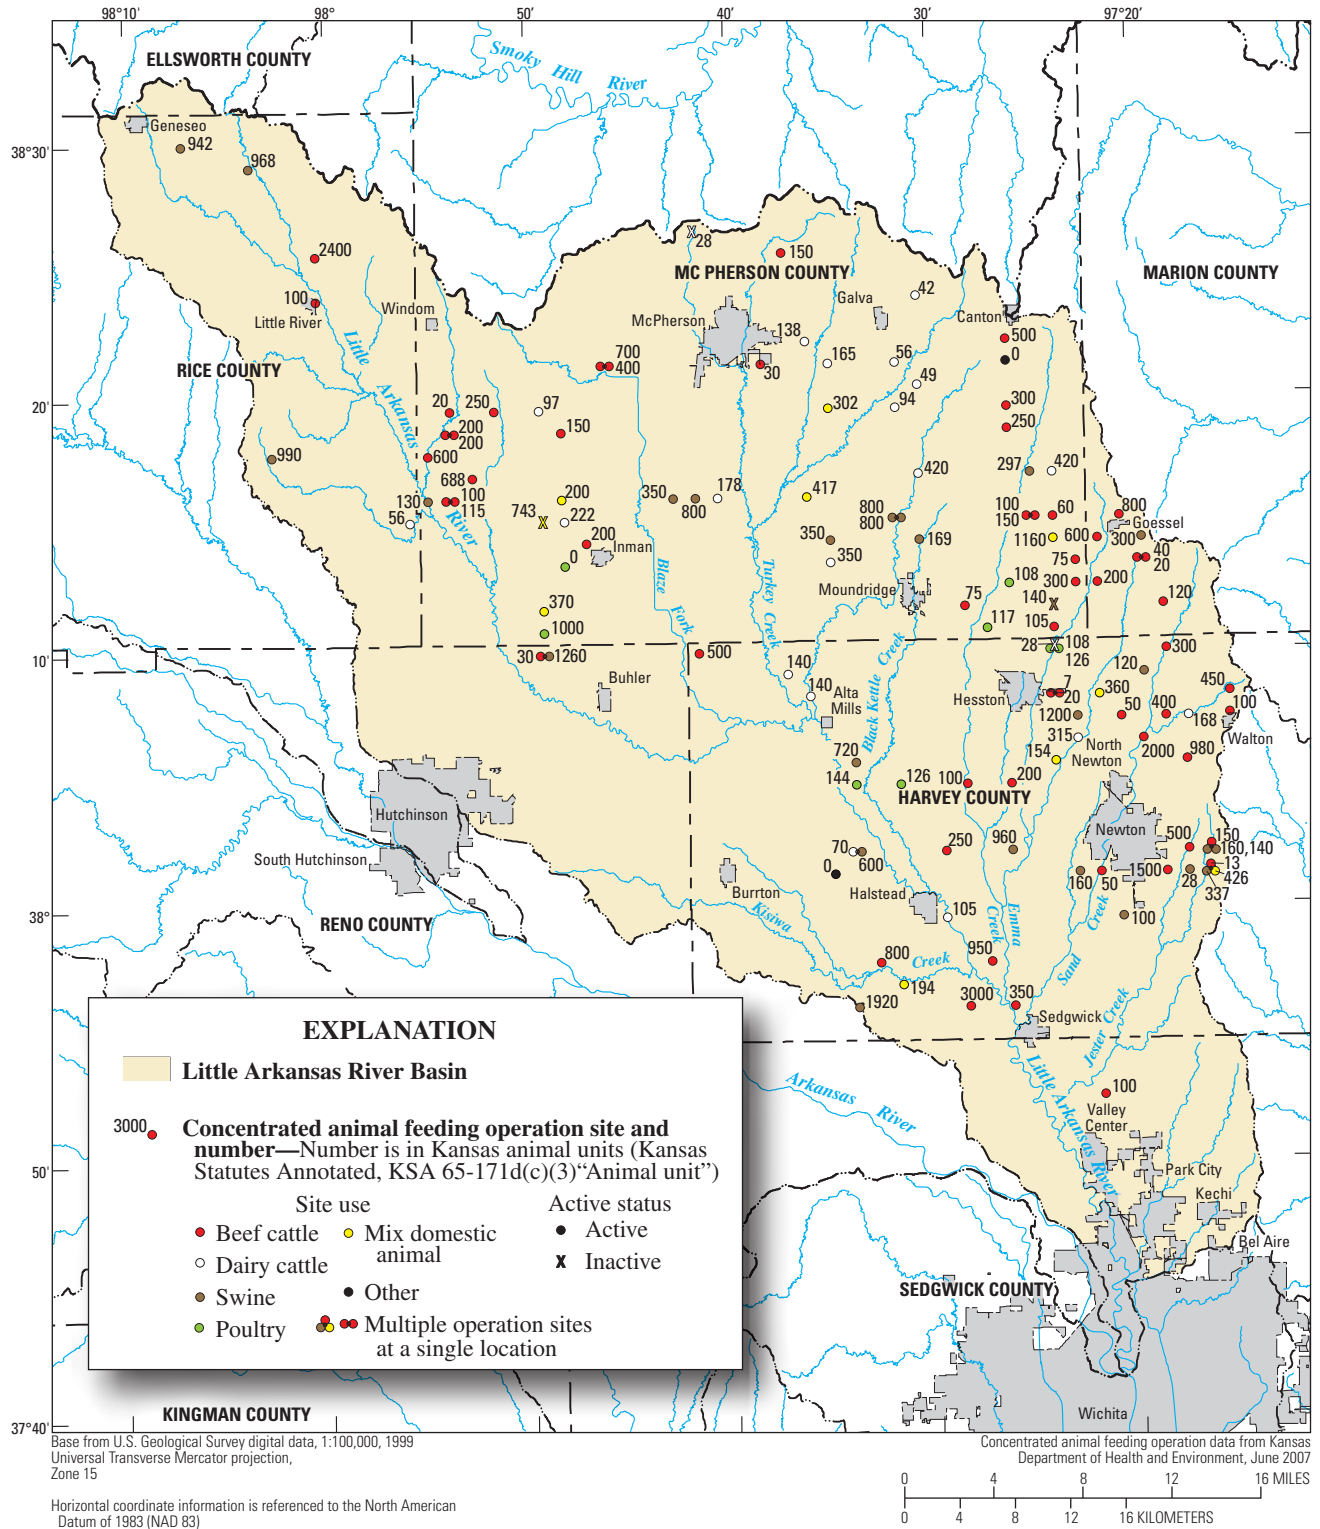 98°10'
98°
50'
40'
30'
97°20'
ELLSWORTH COUNTY
Smoky Hill River
Geneseo
942
968
38°30'
2400
28
150
MC PHERSON COUNTY
MARION COUNTY
100
Little River
Windom
McPherson
Galva
42
Canton
138
500
0
RICE COUNTY
Little Arkansas River
700
400
30
165
56
49
94
302
300
250
20'
20
250
97
150
200
200
600
990
688
100
115
130
56
743
200
222
200
0
Inman
350
800
178
417
420
297
420
800
800
350
350
169
100
150
60
1160
600
800
Goessel
300
40
20
75
300
200
108
140
105
120
Moundridge
75
117
370
1000
Blaze Fork
Turkey Creek
Black Kettle Creek
10'
30
1260
500
28
108
126
300
Buhler
140
140
Alta
Mills
Hesston
7
20
360
120
450
100
1200
50
400
168
Walton
315
North
Newton
154
2000
980
720
144
126
100
200
HARVEY COUNTY
Hutchinson
South Hutchinson
Newton
500
150
160,140
13
426
337
70
600
0
250
960
160
50
1500
28
100
Burrton
Halstead
105
38°
RENO COUNTY
Kisiwa Creek
Emma Creek
Sand Creek
Jester Creek
800
950
194
1920
3000
350
Sedgwick
Arkansas River
Little Arkansas River
100
Valley
Center
50'
Park City
Kechi
Bel Aire
SEDGWICK COUNTY
Wichita
KINGMAN COUNTY
37°40'
EXPLANATION
Little Arkansas River Basin
3000
Concentrated animal feeding operation site and
number—Number is in Kansas animal units (Kansas
Statutes Annotated, KSA 65-171d(c)(3)“Animal unit”)
Site use
Active status
Beef cattle
Mix domestic
animal
Active
Dairy cattle
X Inactive
Swine
Other
Poultry
Multiple operation sites
at a single location
Base from U.S. Geological Survey digital data, 1:100,000, 1999
Universal Transverse Mercator projection,
Zone 15
Horizontal coordinate information is referenced to the North American
Datum of 1983 (NAD 83)
Concentrated animal feeding operation data from Kansas
Department of Health and Environment, June 2007
0 4 8 12 16 MILES
0 4 8 12 16 KILOMETERS